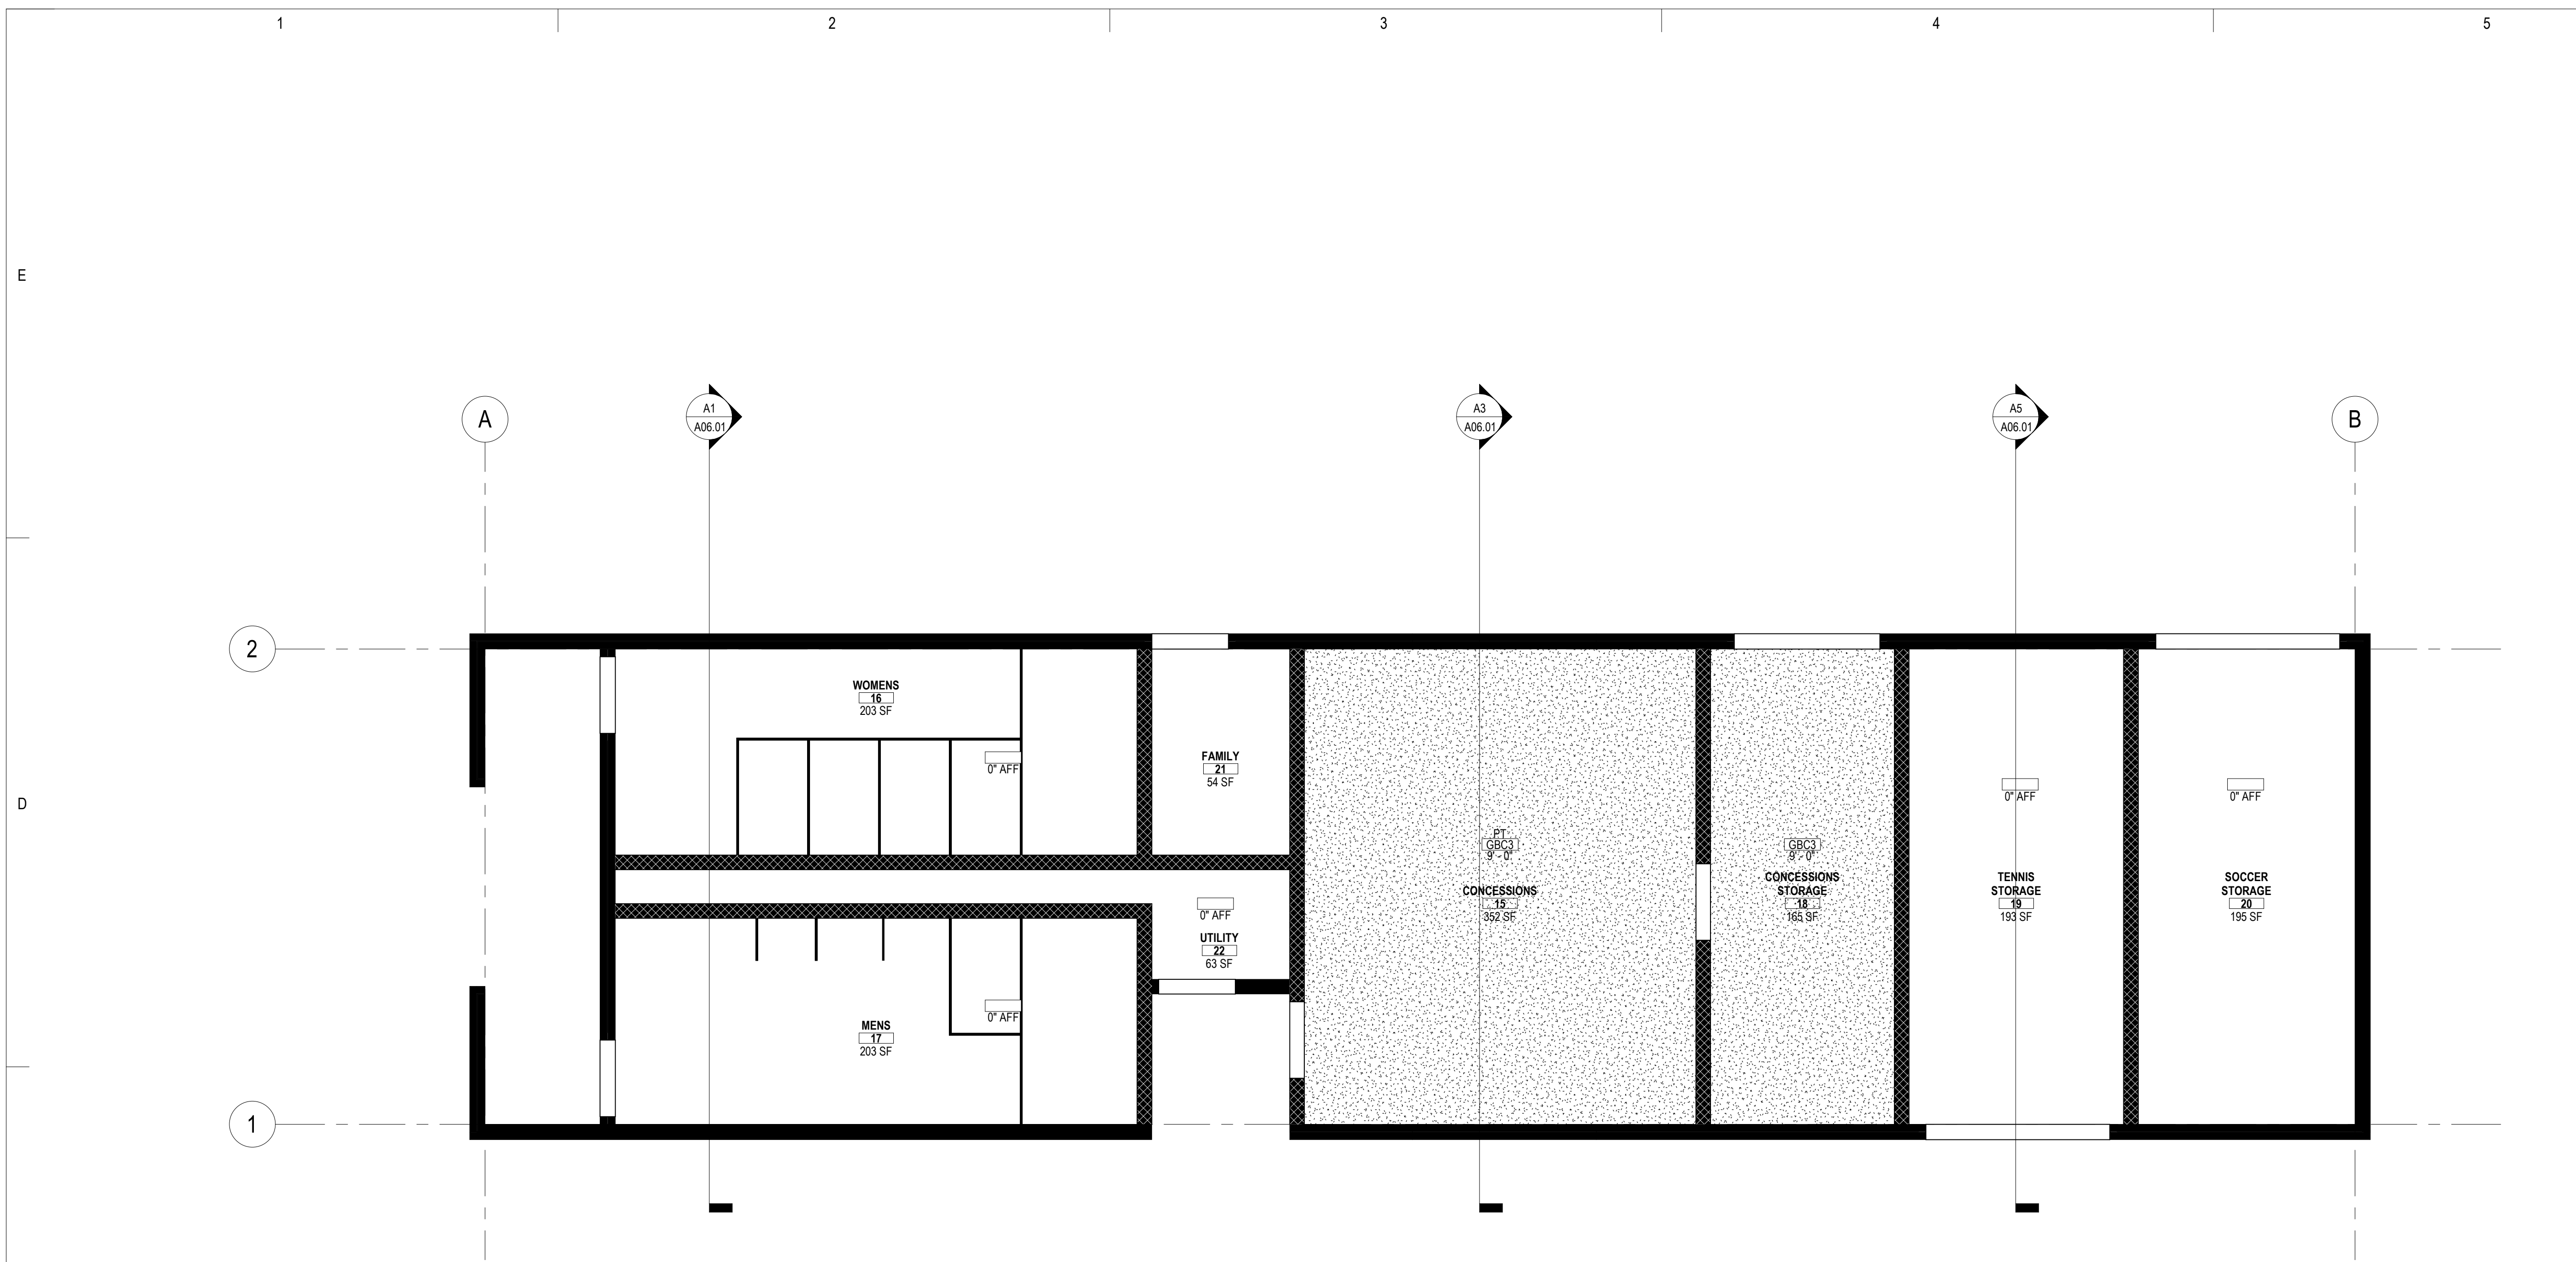 1 2 3 4 5
E
A1
A06.01
A3
A06.01
A5
A06.01
A
B
2
WOMENS
16
203 SF
0" AFF
FAMILY
21
54 SF
D
0" AFF
0" AFF
PT
GBC3
9' - 0"
CONCESSIONS
15
352 SF
GBC3
9' - 0"
CONCESSIONS
STORAGE
18
165 SF
TENNIS
STORAGE
19
193 SF
SOCCER
STORAGE
20
195 SF
0" AFF
UTILITY
22
63 SF
0" AFF
MENS
17
203 SF
1